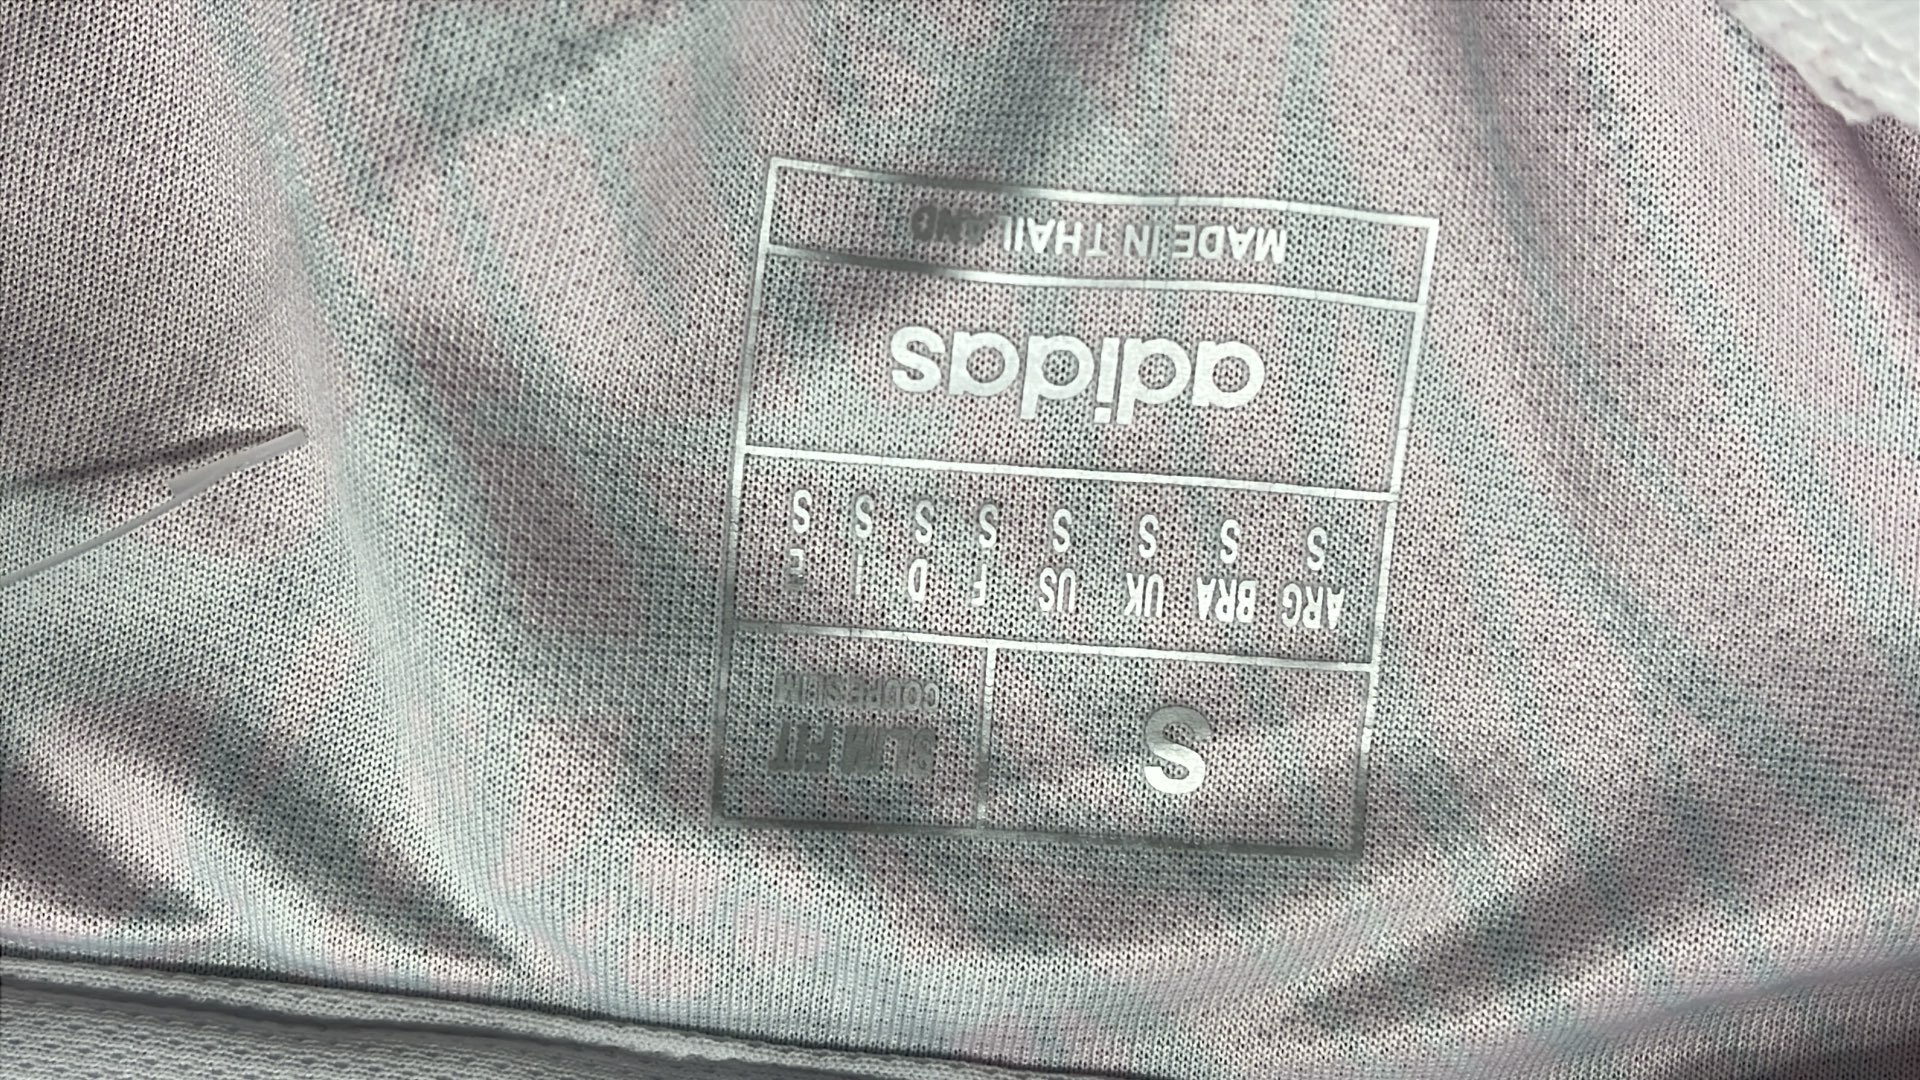 S
SLIM FIT
COUPE SLIM
ARG BRA UK US F D I E
S S S S S S S S
adidas
MADE IN THAILAND